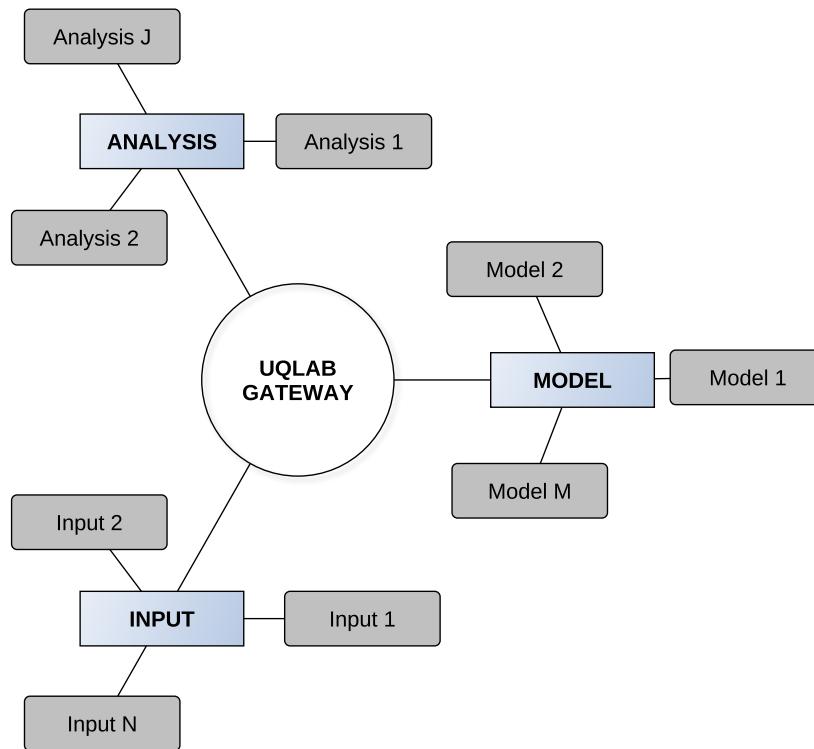 Analysis J
ANALYSIS
Analysis 1
Analysis 2
Model 2
UQLAB
GATEWAY
MODEL
Model 1
Model M
Input 2
INPUT
Input 1
Input N